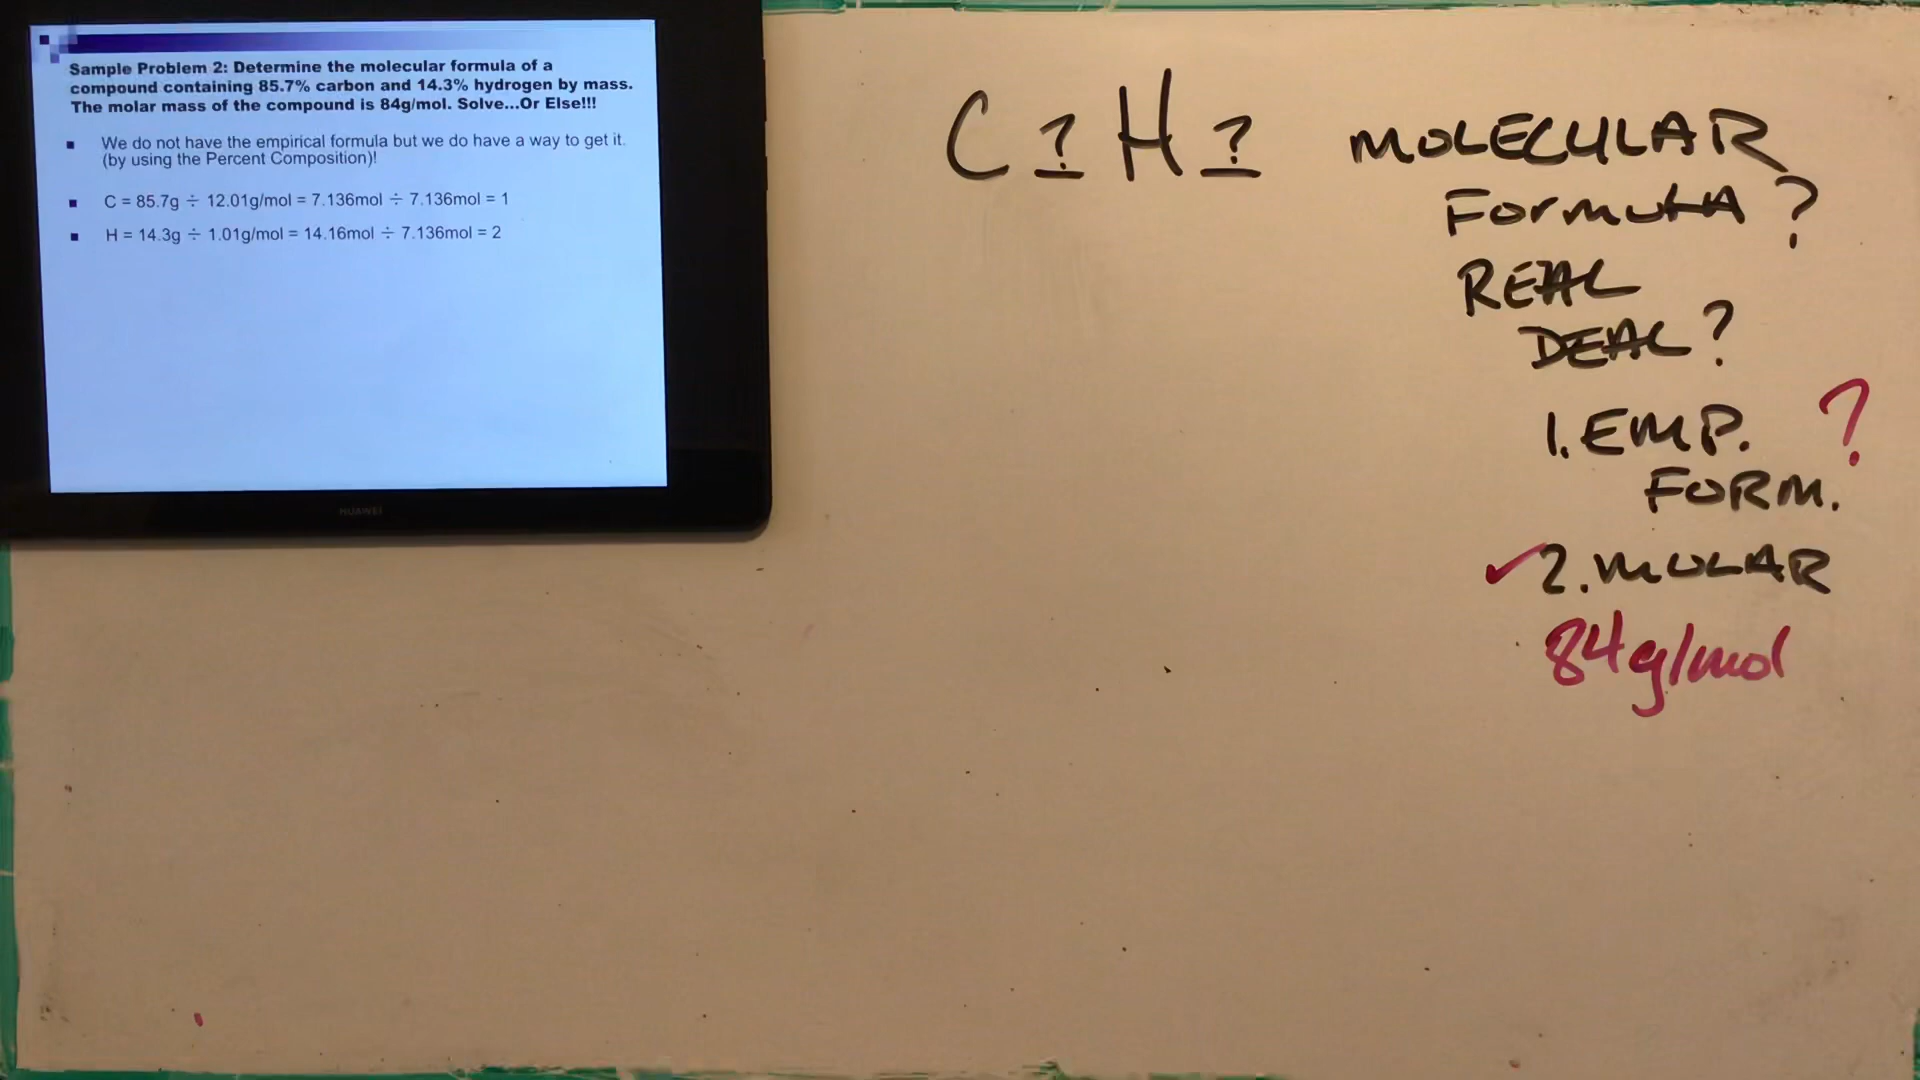 Sample Problem 2: Determine the molecular formula of a
compound containing 85.7% carbon and 14.3% hydrogen by mass.
The molar mass of the compound is 84g/mol. Solve...Or Else!!!
▪ We do not have the empirical formula but we do have a way to get it.
(by using the Percent Composition)!
▪ C = 85.7g ÷ 12.01g/mol = 7.136mol ÷ 7.136mol = 1
▪ H = 14.3g ÷ 1.01g/mol = 14.16mol ÷ 7.136mol = 2
HUAWEI
C ? H ? MOLECULAR
FORMULA ?
REAL
DEAL ?
1. EMP. ?
FORM.
✓ 2. MOLAR
84g/mol